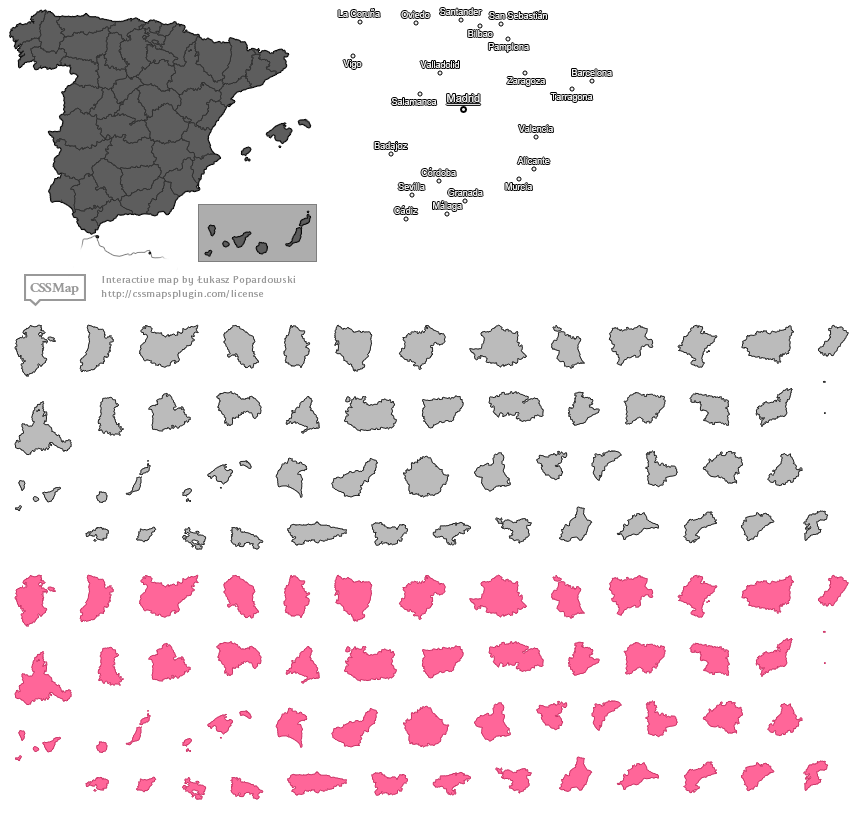 La Coruña
Oviedo
Santander
San Sebastián
Bilbao
Pamplona
Vigo
Valladolid
Zaragoza
Barcelona
Salamanca
Madrid
Tarragona
Valencia
Badajoz
Alicante
Córdoba
Sevilla
Granada
Murcia
Cádiz
Málaga
CSSMap
Interactive map by Łukasz Popardowski
http://cssmapsplugin.com/license